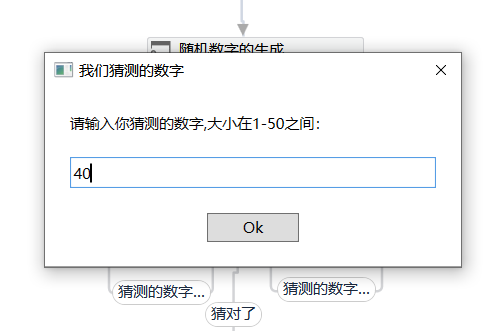 随机数字的生成
我们猜测的数字
请输入你猜测的数字,大小在1-50之间：
40
Ok
猜测的数字...
猜测的数字...
猜对了